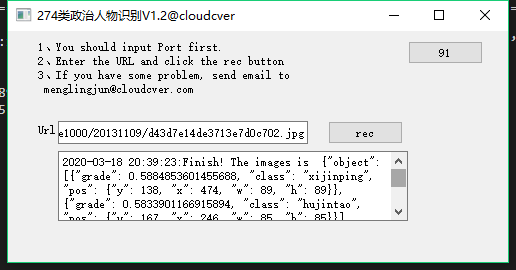 274类政治人物识别V1.2@cloudcver
1、You should input Port first.
2、Enter the URL and click the rec button
3、If you have some problem, send email to
menglingjun@cloudcver.com
91
Url
e1000/20131109/d43d7e14de3713e7d0c702.jpg
rec
2020-03-18 20:39:23:Finish! The images is  {"object":
[{"grade": 0.5884853601455688, "class": "xijinping",
"pos": {"y": 138, "x": 474, "w": 89, "h": 89}},
{"grade": 0.5833901166915894, "class": "hujintao",
"pos": {"y": 167, "x": 246, "w": 85, "h": 85}}]